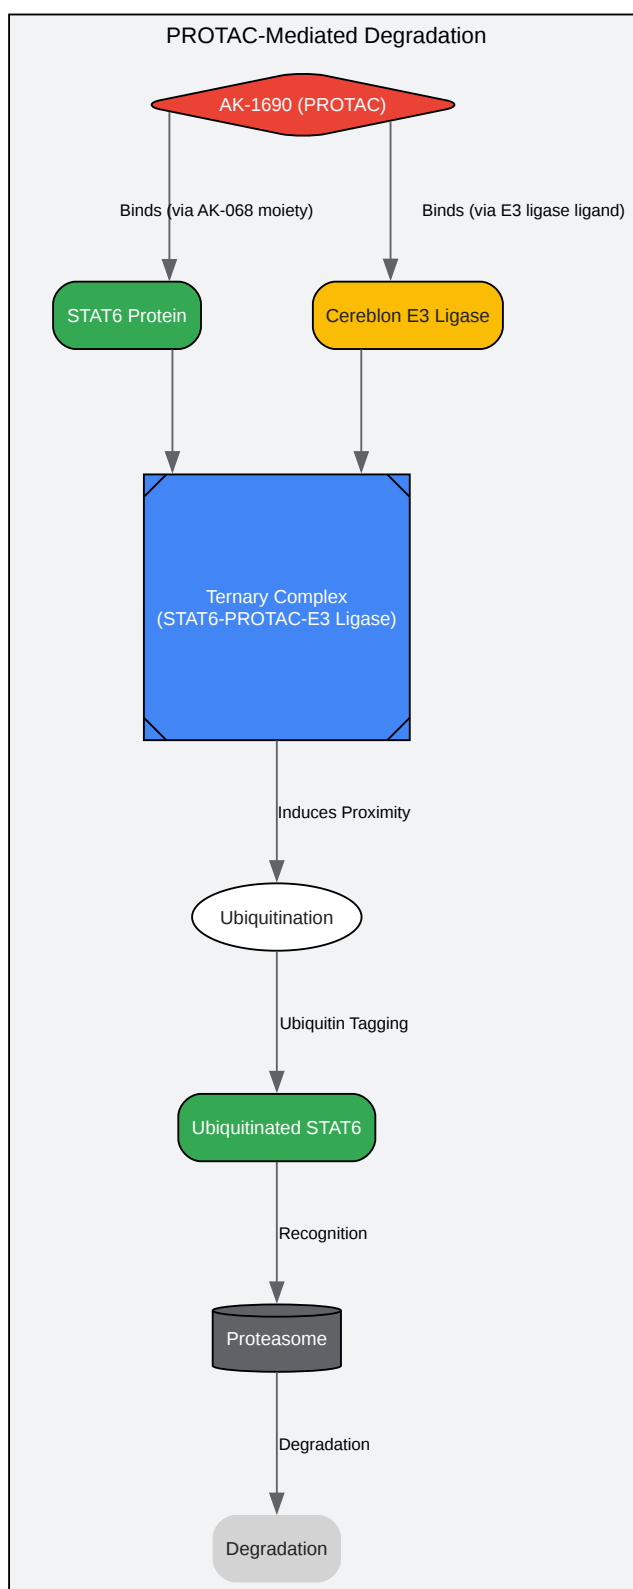 PROTAC-Mediated Degradation
AK-1690 (PROTAC)
Binds (via AK-068 moiety)
Binds (via E3 ligase ligand)
STAT6 Protein
Cereblon E3 Ligase
Ternary Complex
(STAT6-PROTAC-E3 Ligase)
Induces Proximity
Ubiquitination
Ubiquitin Tagging
Ubiquitinated STAT6
Recognition
Proteasome
Degradation
Degradation